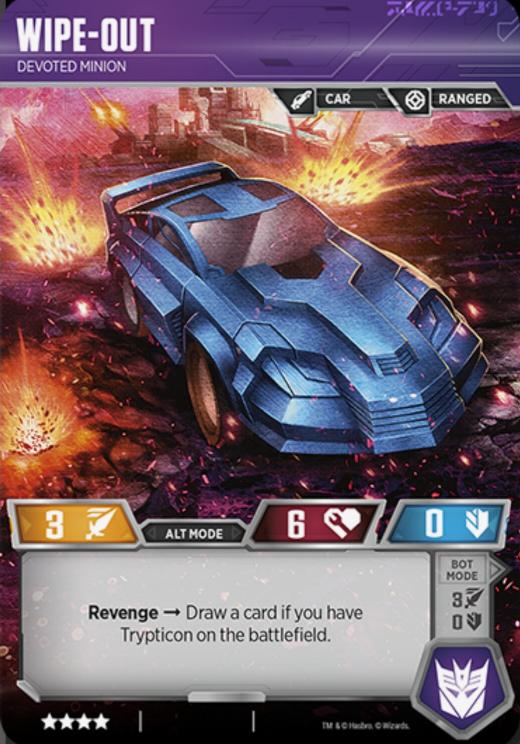 WIPE-OUT
DEVOTED MINION
CAR
RANGED
3
ALT MODE
6
0
BOT
MODE
3
0
Revenge → Draw a card if you have
Trypticon on the battlefield.
TM & © Hasbro. © Wizards.